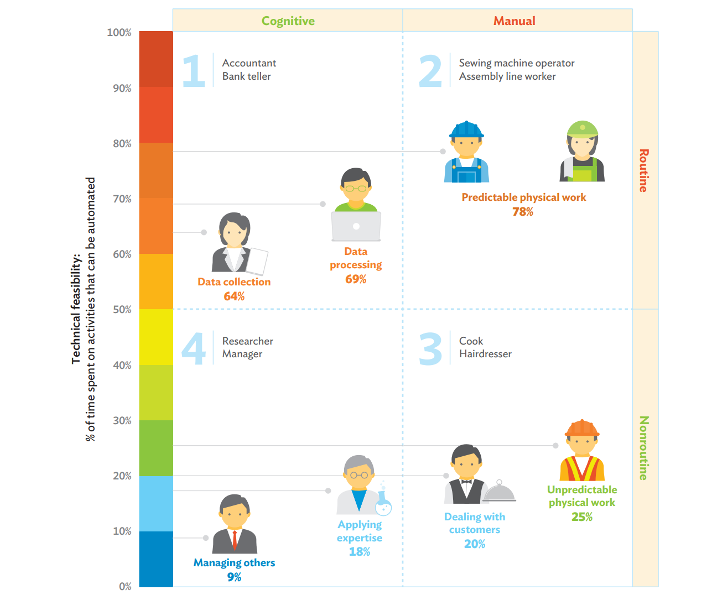 Cognitive
Manual
Technical feasibility:
% of time spent on activities that can be automated
100%
90%
80%
70%
60%
50%
40%
30%
20%
10%
0%
1
Accountant
Bank teller
2
Sewing machine operator
Assembly line worker
Routine
Predictable physical work
78%
Data
processing
69%
Data collection
64%
4
Researcher
Manager
3
Cook
Hairdresser
Nonroutine
Unpredictable
physical work
25%
Dealing with
customers
20%
Applying
expertise
18%
Managing others
9%